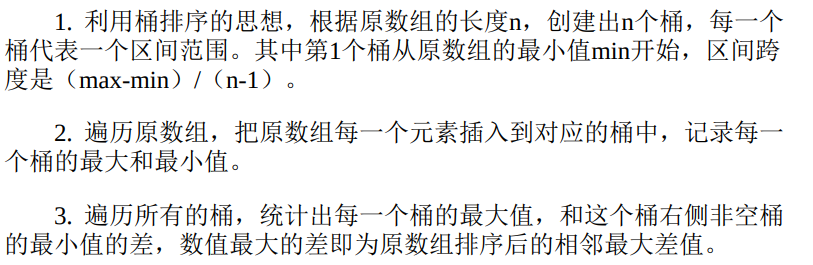 1. 利用桶排序的思想，根据原数组的长度n，创建出n个桶，每一个
桶代表一个区间范围。其中第1个桶从原数组的最小值min开始，区间跨
度是（max-min）/（n-1）。
2. 遍历原数组，把原数组每一个元素插入到对应的桶中，记录每一
个桶的最大和最小值。
3. 遍历所有的桶，统计出每一个桶的最大值，和这个桶右侧非空桶
的最小值的差，数值最大的差即为原数组排序后的相邻最大差值。